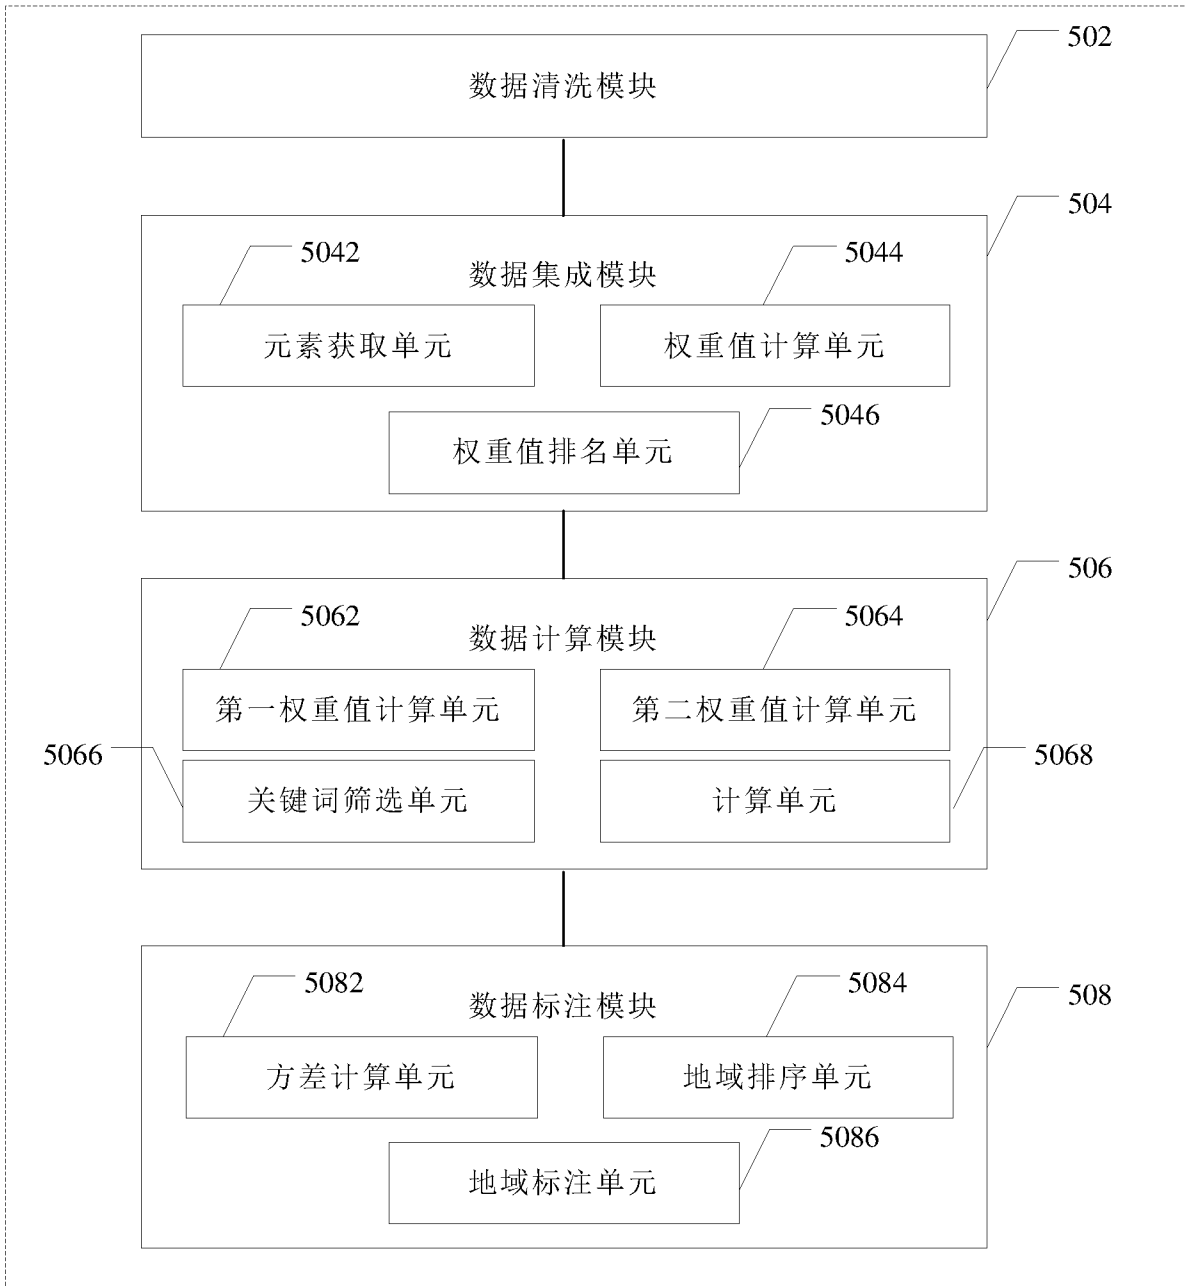 502
数据清洗模块
504
5042
5044
数据集成模块
元素获取单元
权重值计算单元
5046
权重值排名单元
506
5062
5064
数据计算模块
第一权重值计算单元
第二权重值计算单元
5066
5068
关键词筛选单元
计算单元
5082
5084
508
数据标注模块
方差计算单元
地域排序单元
5086
地域标注单元